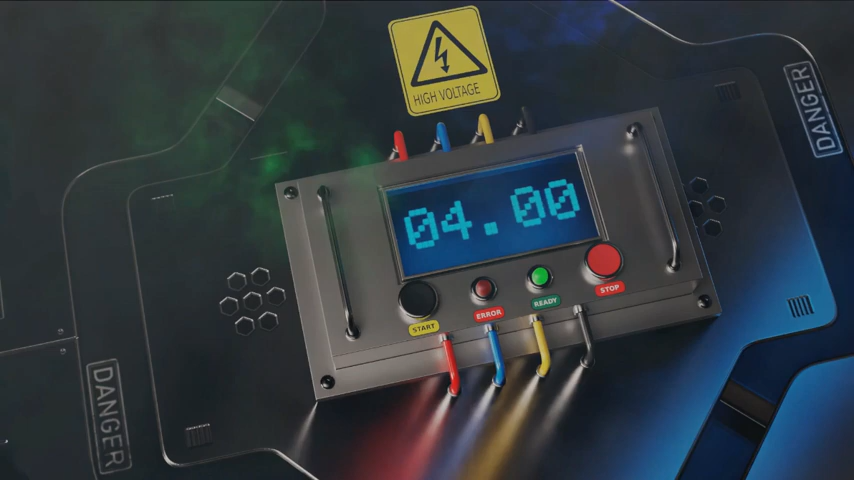 HIGH VOLTAGE
DANGER
04.00
START
ERROR
READY
STOP
DANGER